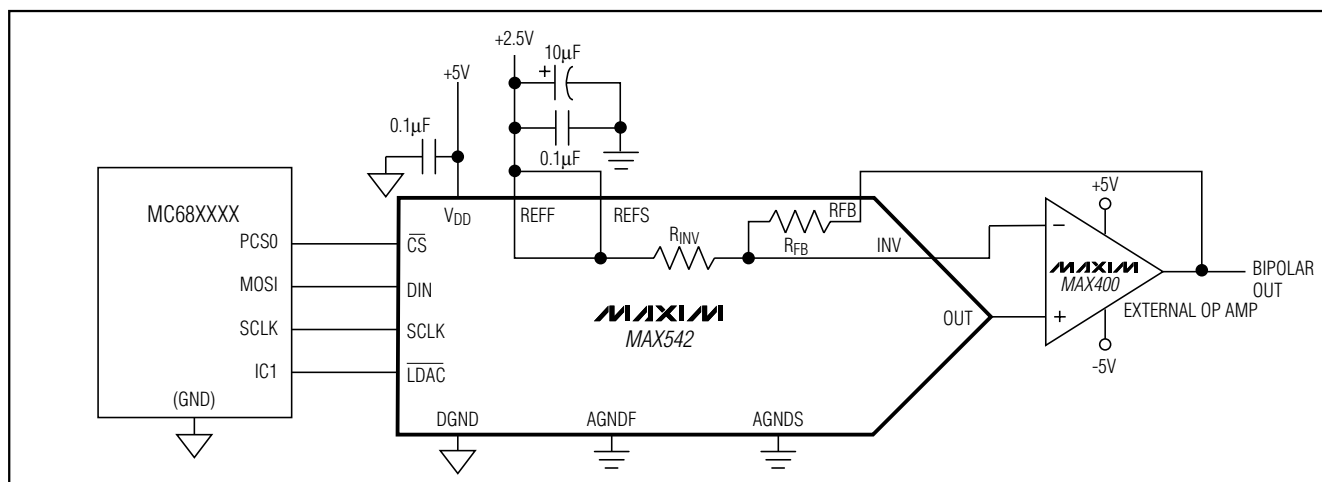 +2.5V
10µF
+
+5V
0.1µF
0.1µF
MC68XXXX
PCS0
MOSI
SCLK
IC1
(GND)
VDD
REFF
REFS
RFB
RINV
RFB
INV
CS
DIN
SCLK
LDAC
MAXIM
MAX542
OUT
DGND
AGNDF
AGNDS
+5V
−
MAXIM
MAX400
+
-5V
EXTERNAL OP AMP
BIPOLAR
OUT